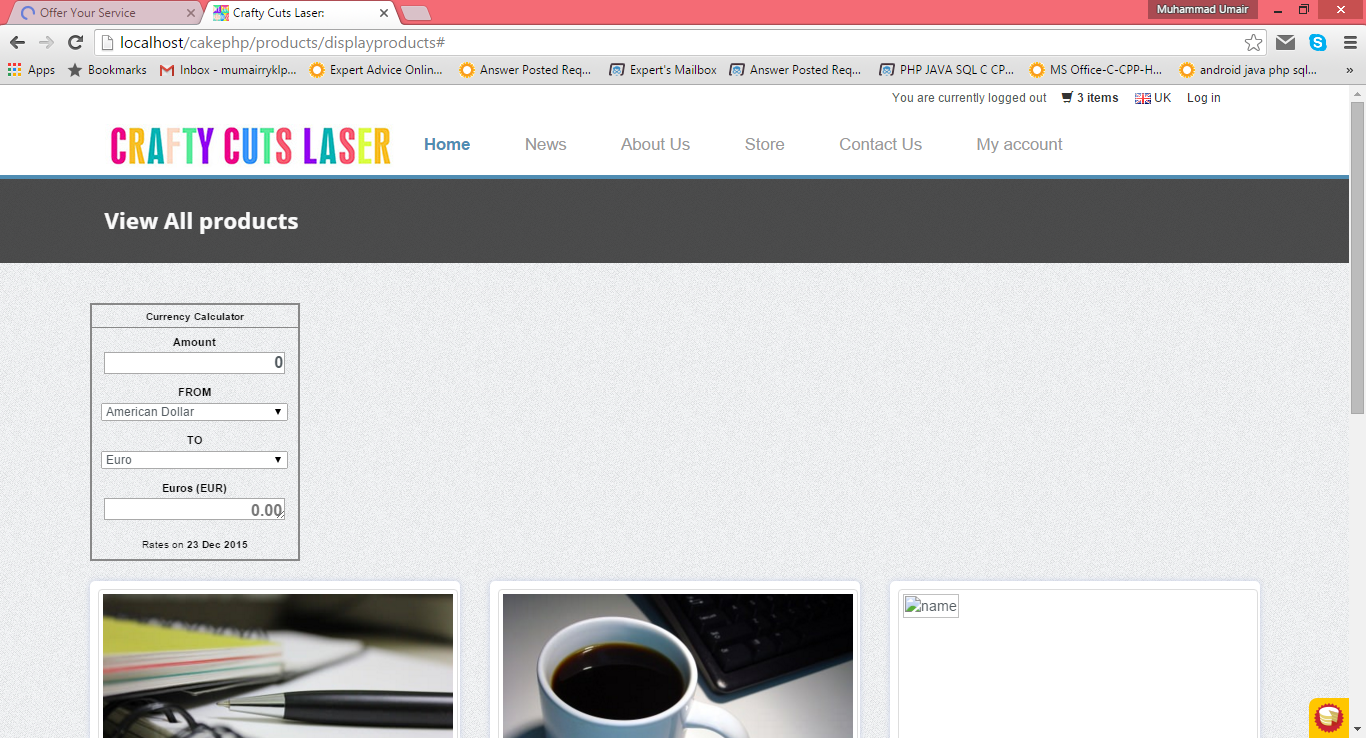 Offer Your Service
Crafty Cuts Laser:
Muhammad Umair
localhost/cakephp/products/displayproducts#
Apps Bookmarks Inbox - mumairryklp... Expert Advice Onlin... Answer Posted Req... Expert's Mailbox Answer Posted Req... PHP JAVA SQL C CP... MS Office-C-CPP-H... android java php sql... »
You are currently logged out 3 items UK Log in
CRAFTY CUTS LASER
Home News About Us Store Contact Us My account
View All products
Currency Calculator
Amount
0
FROM
American Dollar
TO
Euro
Euros (EUR)
0.00
Rates on 23 Dec 2015
name